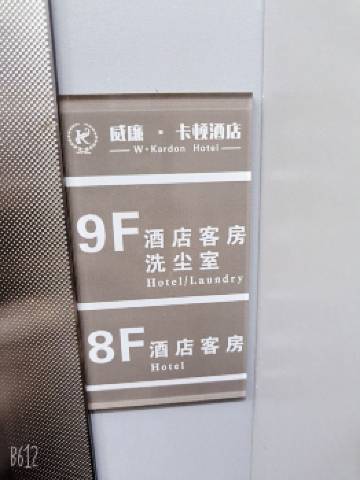 威廉·卡顿酒店
W·Kardon Hotel
9F 酒店客房
洗尘室
Hotel/Laundry
8F 酒店客房
Hotel
B612